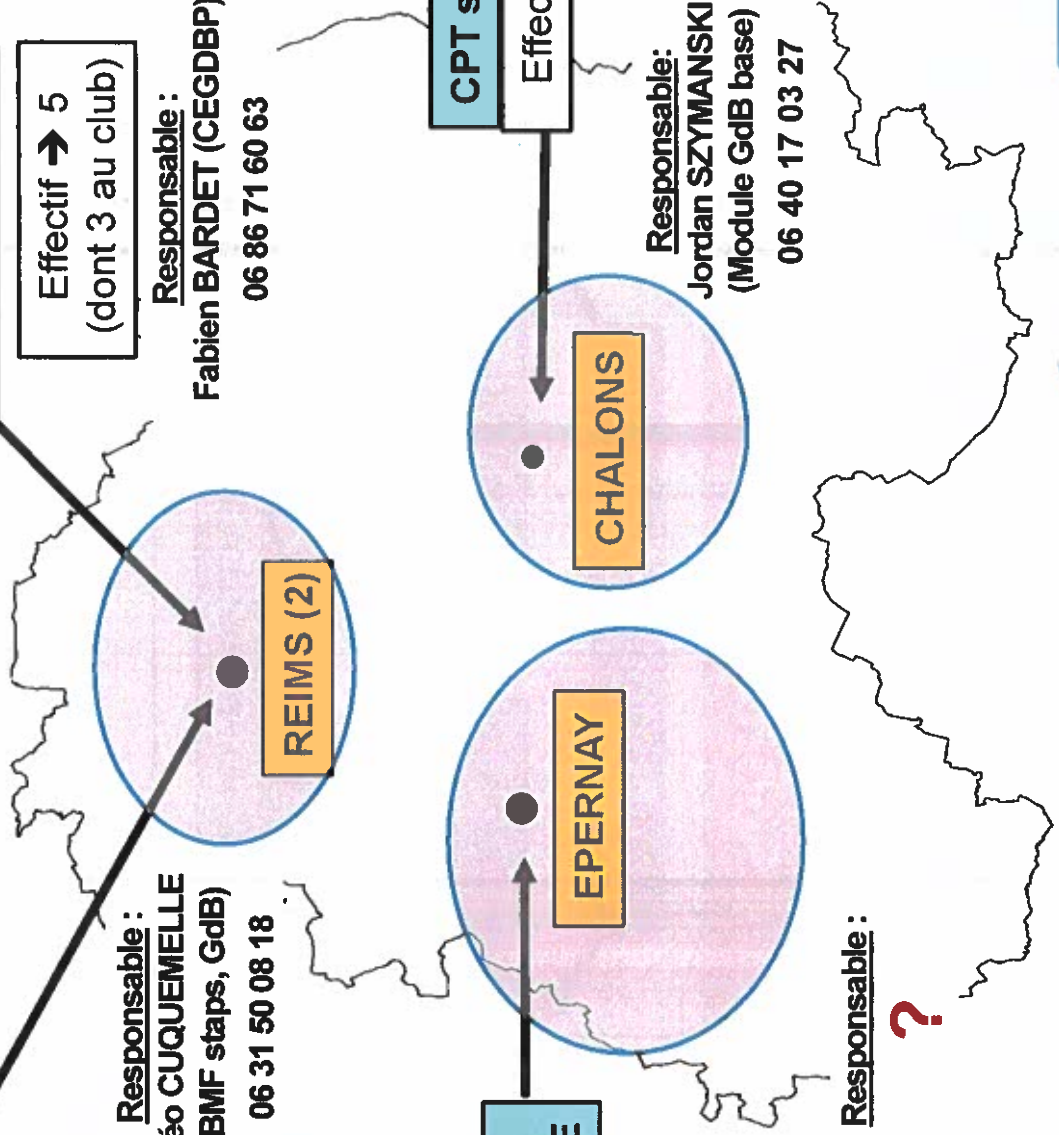 Responsable :
éo CUQUEMELLE
BMF staps, GdB)
06 31 50 08 18
Effectif ➔ 5
(dont 3 au club)
Responsable :
Fabien BARDET (CEGDBP)
06 86 71 60 63
REIMS (2)
CPT s
Effec
EPERNAY
CHALONS
Responsable:
Jordan SZYMANSKI
(Module GdB base)
06 40 17 03 27
Responsable :
?